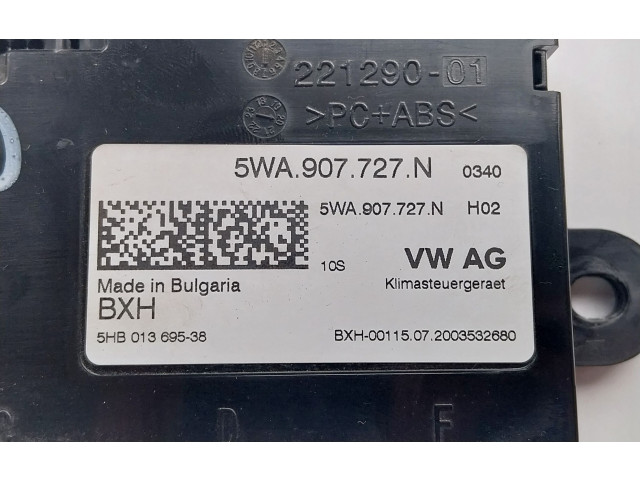 221290-01
>PC+ABS<
5WA.907.727.N 0340
5WA.907.727.N H02
10S VW AG
Made in Bulgaria Klimasteuergeraet
BXH
5HB 013 695-38 BXH-00115.07.2003532680
D